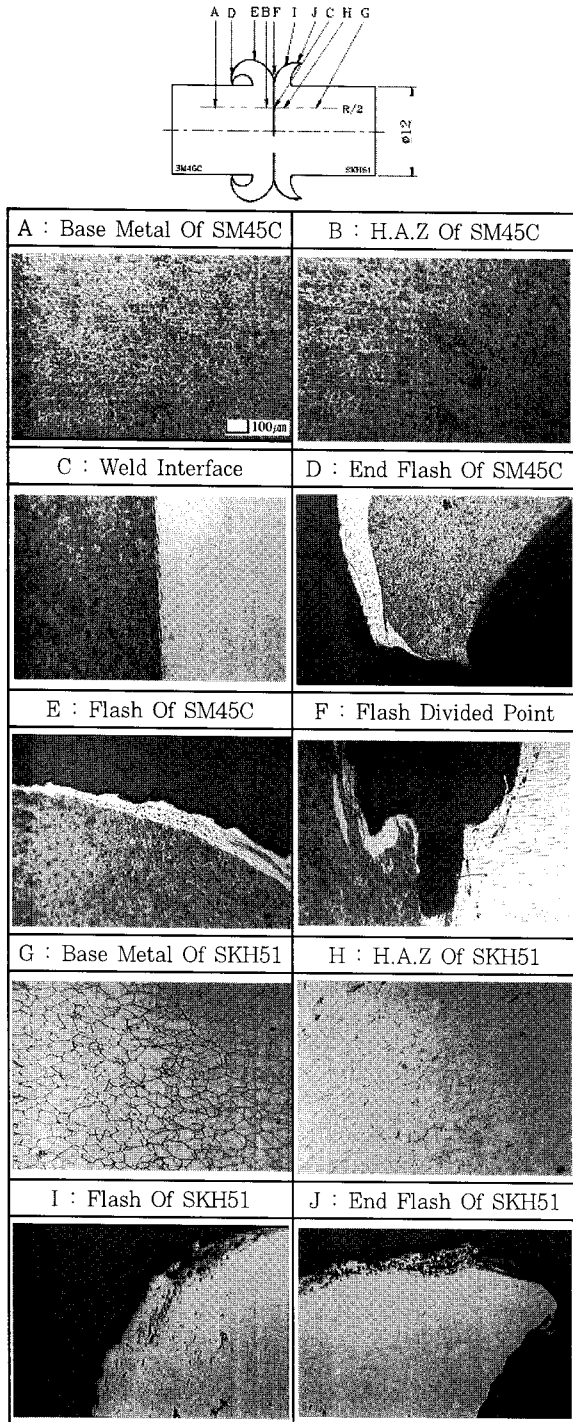 A D E B F I J C H G
R/2
ø12
SM45C SKH51
A : Base Metal Of SM45C B : H.A.Z Of SM45C
100μm
C : Weld Interface D : End Flash Of SM45C
E : Flash Of SM45C F : Flash Divided Point
G : Base Metal Of SKH51 H : H.A.Z Of SKH51
I : Flash Of SKH51 J : End Flash Of SKH51